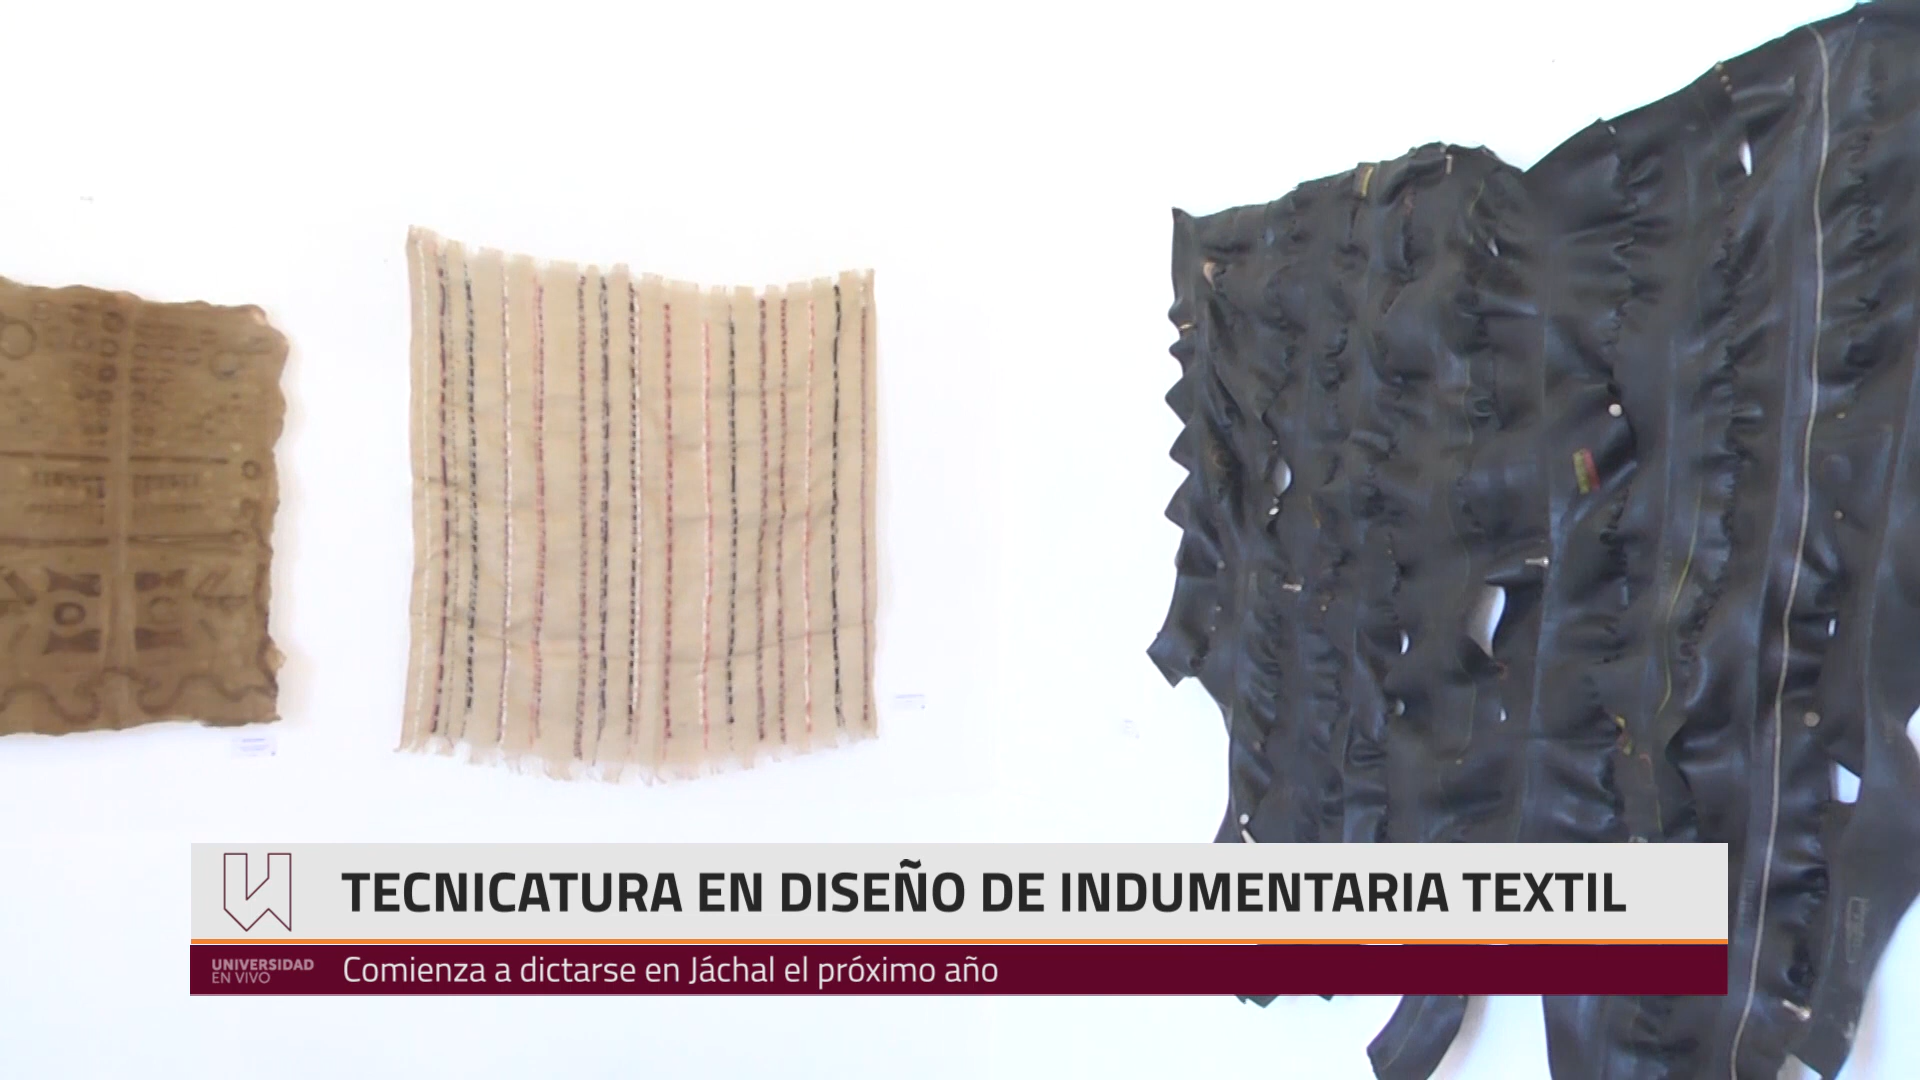 TECNICATURA EN DISEÑO DE INDUMENTARIA TEXTIL
UNIVERSIDAD
EN VIVO
Comienza a dictarse en Jáchal el próximo año